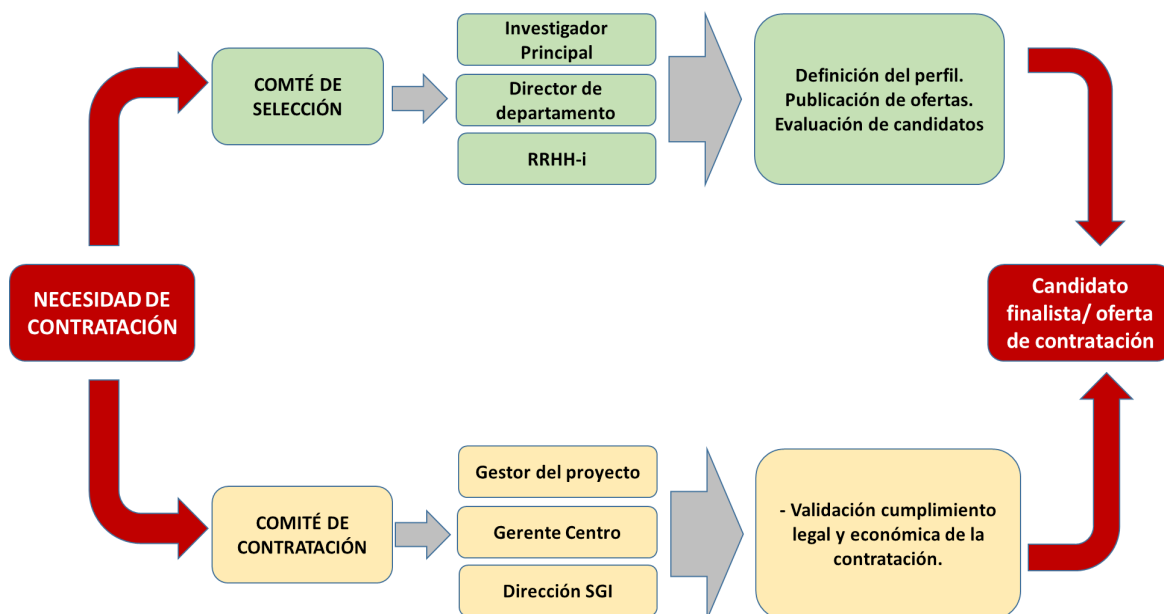 Investigador
Principal
COMTÉ DE
SELECCIÓN
Director de
departamento
RRHH-i
Definición del perfil.
Publicación de ofertas.
Evaluación de candidatos
NECESIDAD DE
CONTRATACIÓN
Candidato
finalista/ oferta
de contratación
COMITÉ DE
CONTRATACIÓN
Gestor del proyecto
Gerente Centro
Dirección SGI
- Validación cumplimiento
legal y económica de la
contratación.